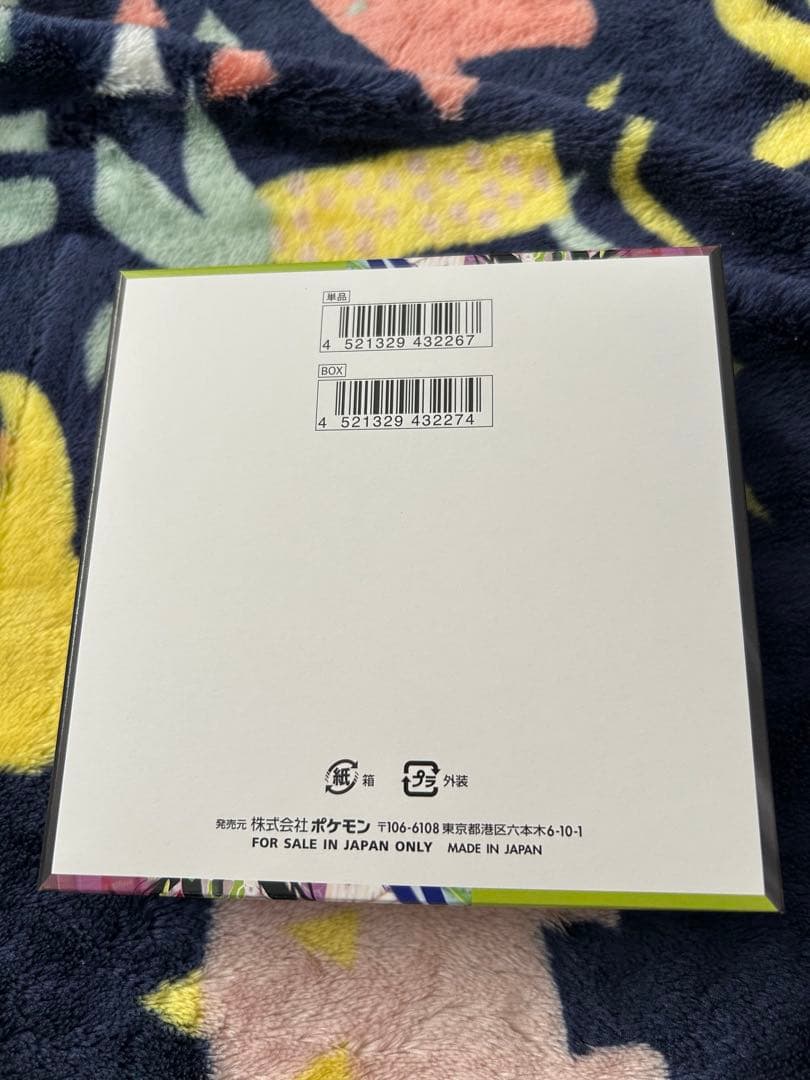 単品
4 521329 432267
BOX
4 521329 432274
紙 箱
プラ 外装
発売元 株式会社 ポケモン 〒106-6108 東京都港区六本木6-10-1
FOR SALE IN JAPAN ONLY MADE IN JAPAN